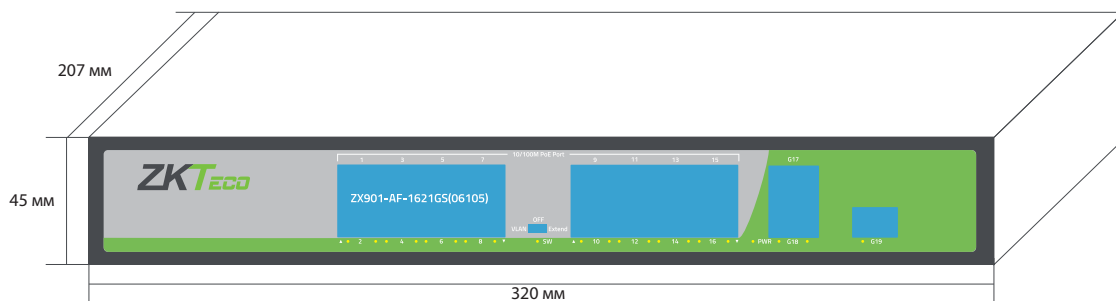 207 мм
10/100M PoE Port
1 3 5 7 9 11 13 15 G17
ZKTECO
ZX901-AF-1621GS(06105)
45 мм
OFF
VLAN Extend
2 4 6 8 SW 10 12 14 16 PWR G18 G19
320 мм